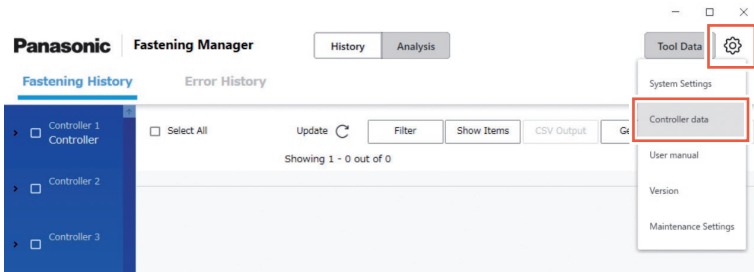 Panasonic Fastening Manager History Analysis Tool Data
Fastening History Error History
System Settings
Controller 1
Controller
Select All Update Filter Show Items CSV Output
Controller data
Showing 1 - 0 out of 0
User manual
Controller 2
Version
Maintenance Settings
Controller 3